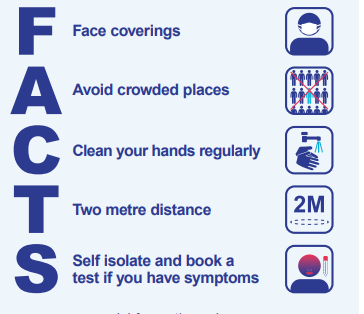 F Face coverings
A Avoid crowded places
C Clean your hands regularly
T Two metre distance
2M
S Self isolate and book a
test if you have symptoms